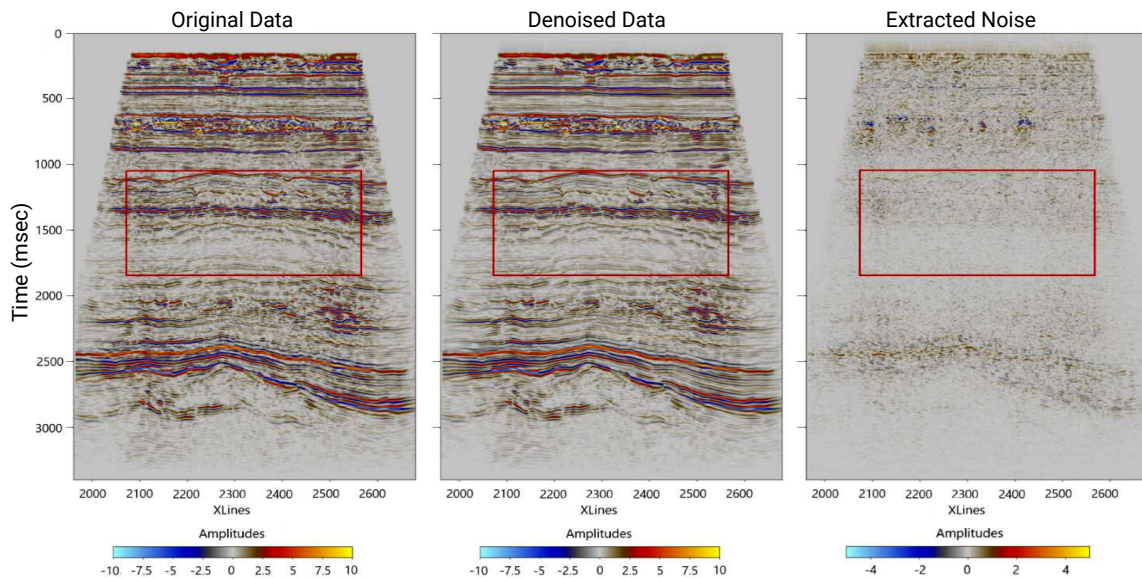 Original Data
Denoised Data
Extracted Noise
Time (msec)
0
500
1000
1500
2000
2500
3000
2000 2100 2200 2300 2400 2500 2600
XLines
2000 2100 2200 2300 2400 2500 2600
XLines
2000 2100 2200 2300 2400 2500 2600
XLines
Amplitudes
-10 -7.5 -5 -2.5 0 2.5 5 7.5 10
Amplitudes
-10 -7.5 -5 -2.5 0 2.5 5 7.5 10
Amplitudes
-4 -2 0 2 4